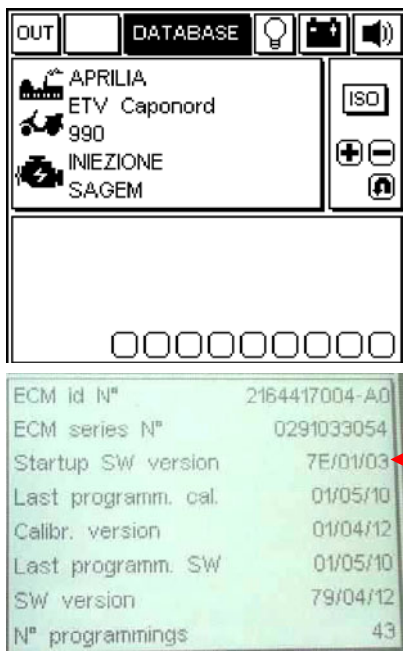 OUT DATABASE
APRILIA
ETV Caponord
990
INIEZIONE
SAGEM
ISO
ECM id N° 2164417004-A0
ECM series N° 0291033054
Startup SW version 7E/01/03
Last programm. cal. 01/05/10
Calibr. version 01/04/12
Last programm. SW 01/05/10
SW version 79/04/12
N° programmings 43